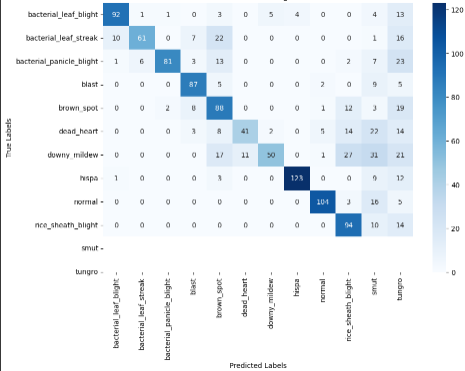 bacterial_leaf_blight 92 1 1 0 3 0 5 4 0 0 4 13
bacterial_leaf_streak 10 61 0 7 22 0 0 0 0 0 1 16
bacterial_panicle_blight 1 6 81 3 13 0 0 0 0 2 7 23
blast 0 0 0 87 5 0 0 0 2 0 9 5
brown_spot 0 0 2 8 88 0 0 0 1 12 3 19
dead_heart 0 0 0 3 8 41 2 0 5 14 22 14
downy_mildew 0 0 0 0 17 11 50 0 1 27 31 21
hispa 1 0 0 0 3 0 0 123 0 0 9 12
normal 0 0 0 0 0 0 0 0 104 3 16 5
rice_sheath_blight 0 0 0 0 0 0 0 0 0 94 10 14
smut
tungro
True Labels
bacterial_leaf_blight
bacterial_leaf_streak
bacterial_panicle_blight
blast
brown_spot
dead_heart
downy_mildew
hispa
normal
rice_sheath_blight
smut
tungro
Predicted Labels
120
100
80
60
40
20
0